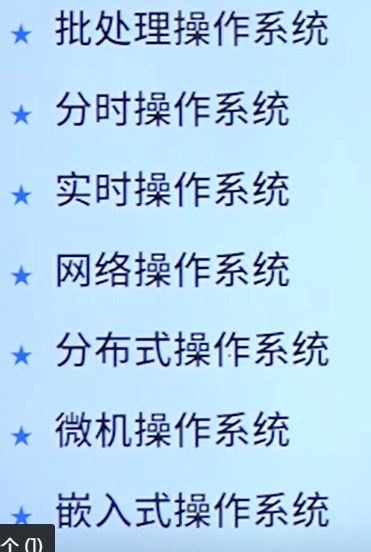 ★ 批处理操作系统
★ 分时操作系统
★ 实时操作系统
★ 网络操作系统
★ 分布式操作系统
★ 微机操作系统
★ 嵌入式操作系统
个 (1)